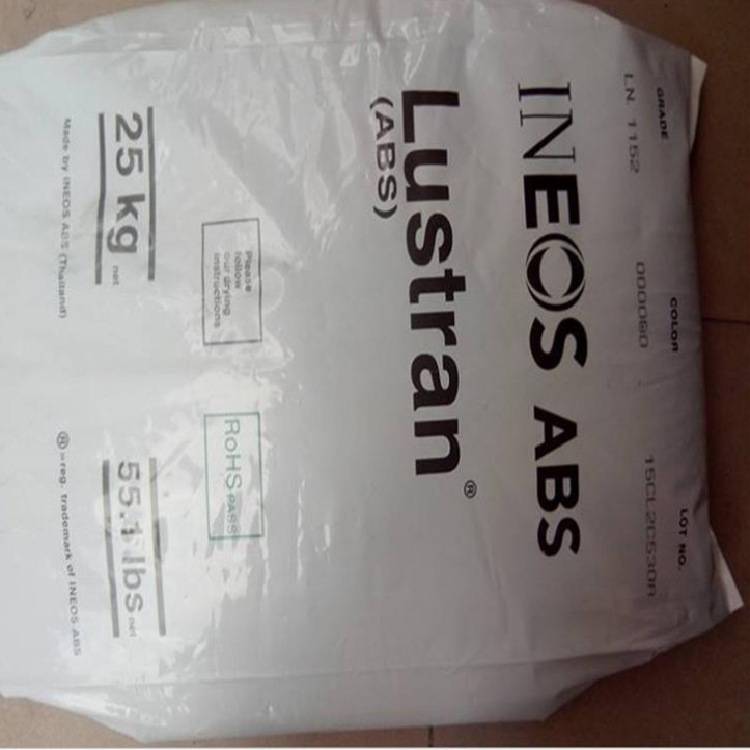 GRADE COLOR LOT NO.
LN. 1152 000080
INEOS ABS
Lustran®
(ABS)
Please
follow
our drying
instructions
RoHS PASS
25 kg net 55.1 lbs net
Made by INEOS ABS (Thailand) ® = reg. trademark of INEOS ABS